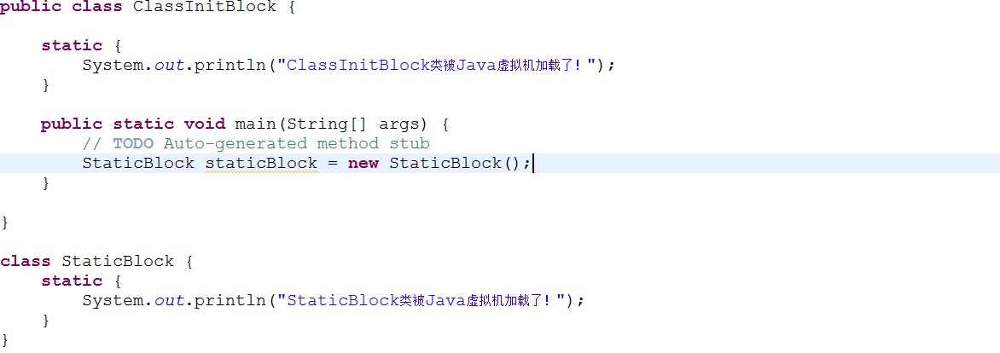 public class ClassInitBlock {
static {
System.out.println("ClassInitBlock类被Java虚拟机加载了! ");
}
public static void main(String[] args) {
// TODO Auto-generated method stub
StaticBlock staticBlock = new StaticBlock();
}
}
class StaticBlock {
static {
System.out.println("StaticBlock类被Java虚拟机加载了! ");
}
}